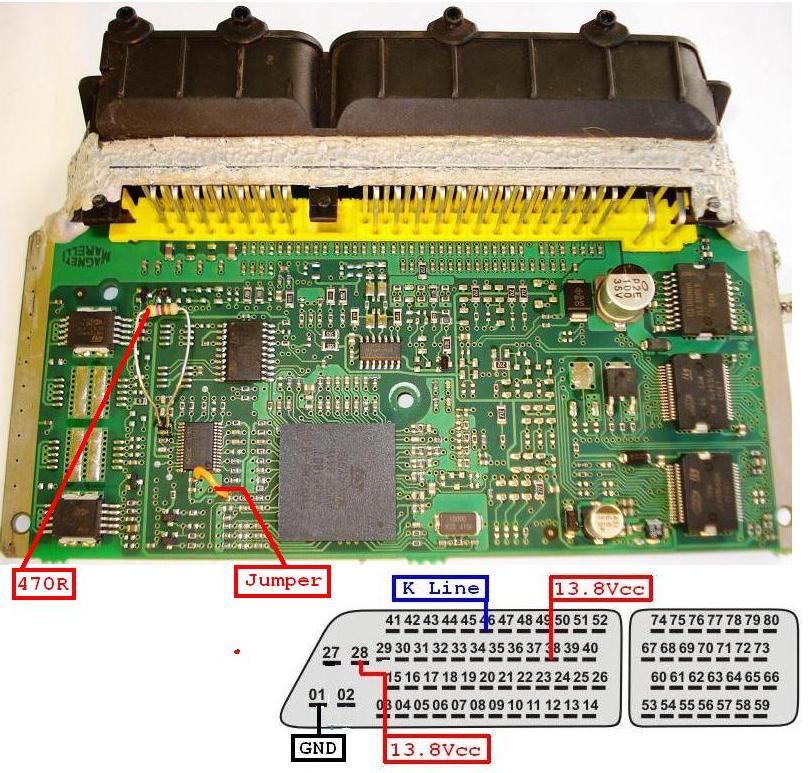 MAGNETI
MARELLI
470R
Jumper
K Line
13.8Vcc
41 42 43 44 45 46 47 48 49 50 51 52
74 75 76 77 78 79 80
27 28 29 30 31 32 33 34 35 36 37 38 39 40
67 68 69 70 71 72 73
15 16 17 18 19 20 21 22 23 24 25 26
60 61 62 63 64 65 66
01 02
03 04 05 06 07 08 09 10 11 12 13 14
53 54 55 56 57 58 59
GND
13.8Vcc